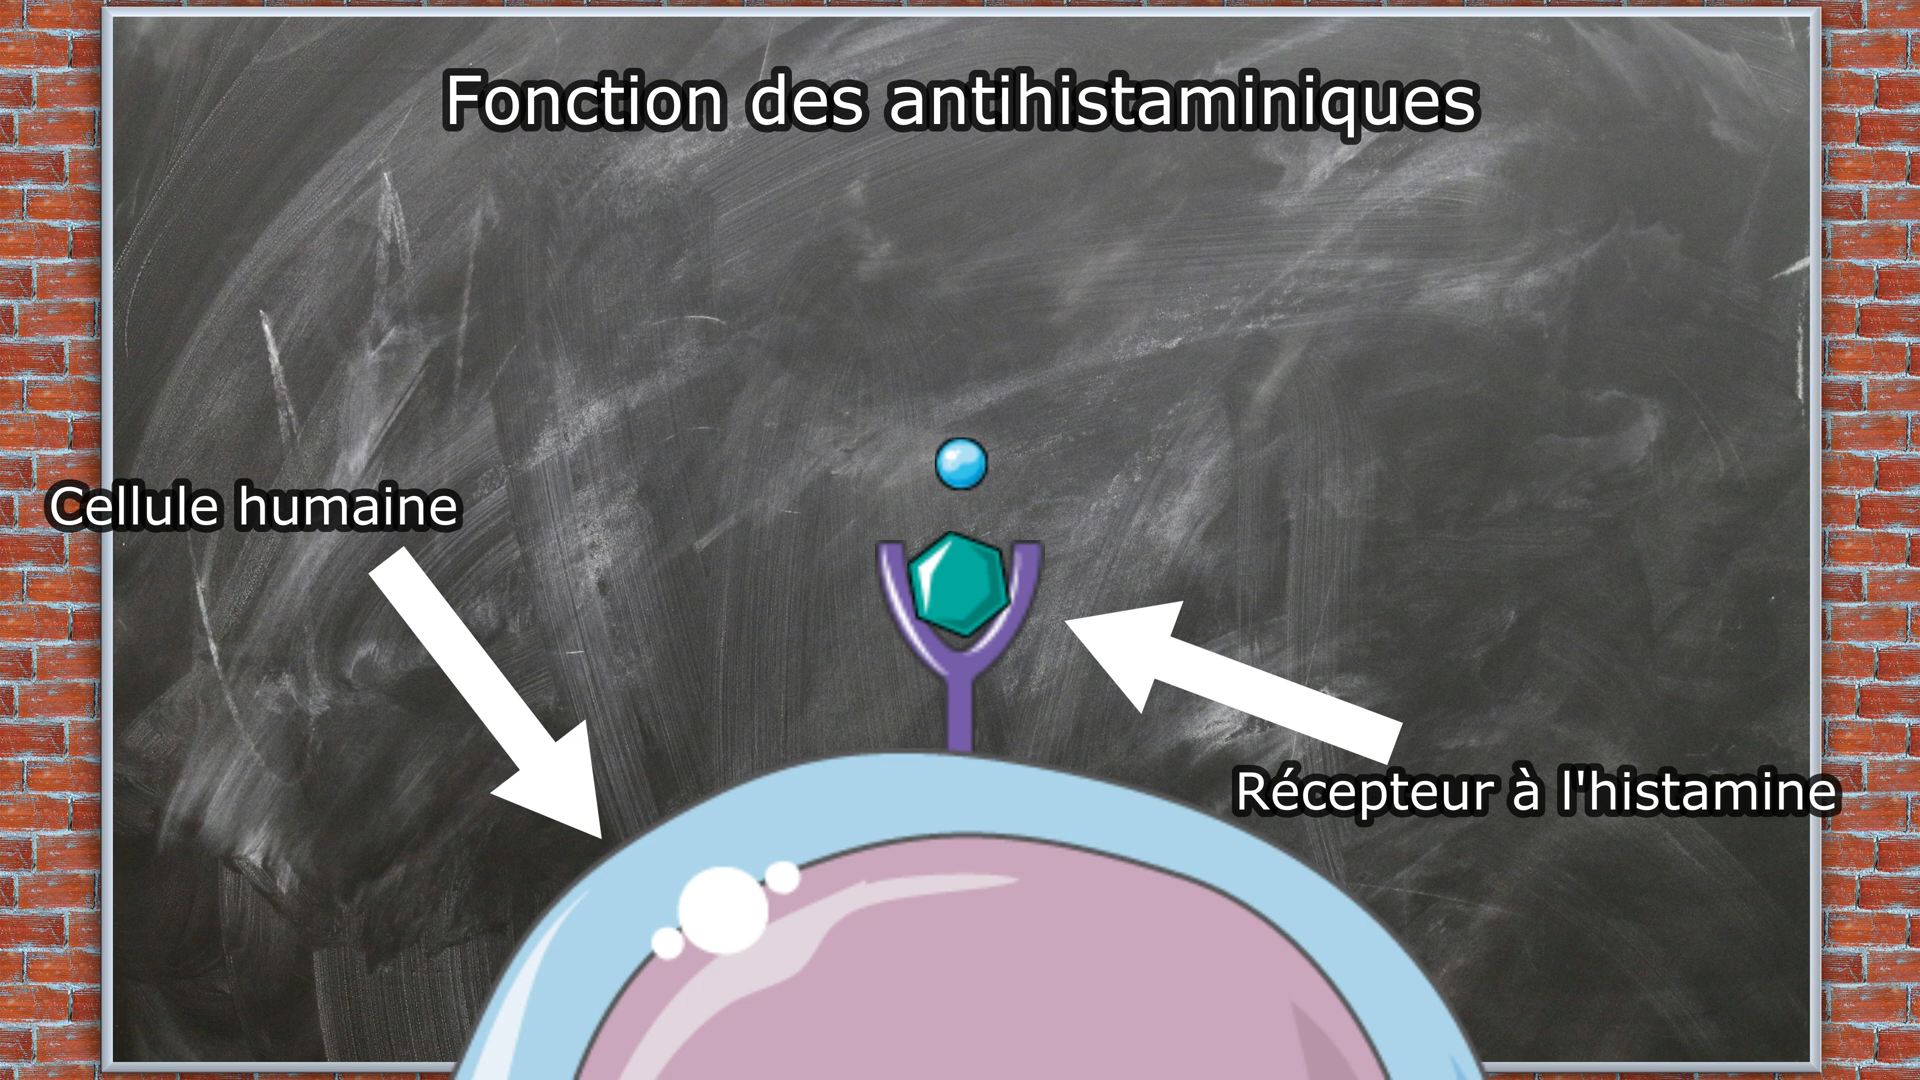 Fonction des antihistaminiques
Cellule humaine
Récepteur à l'histamine